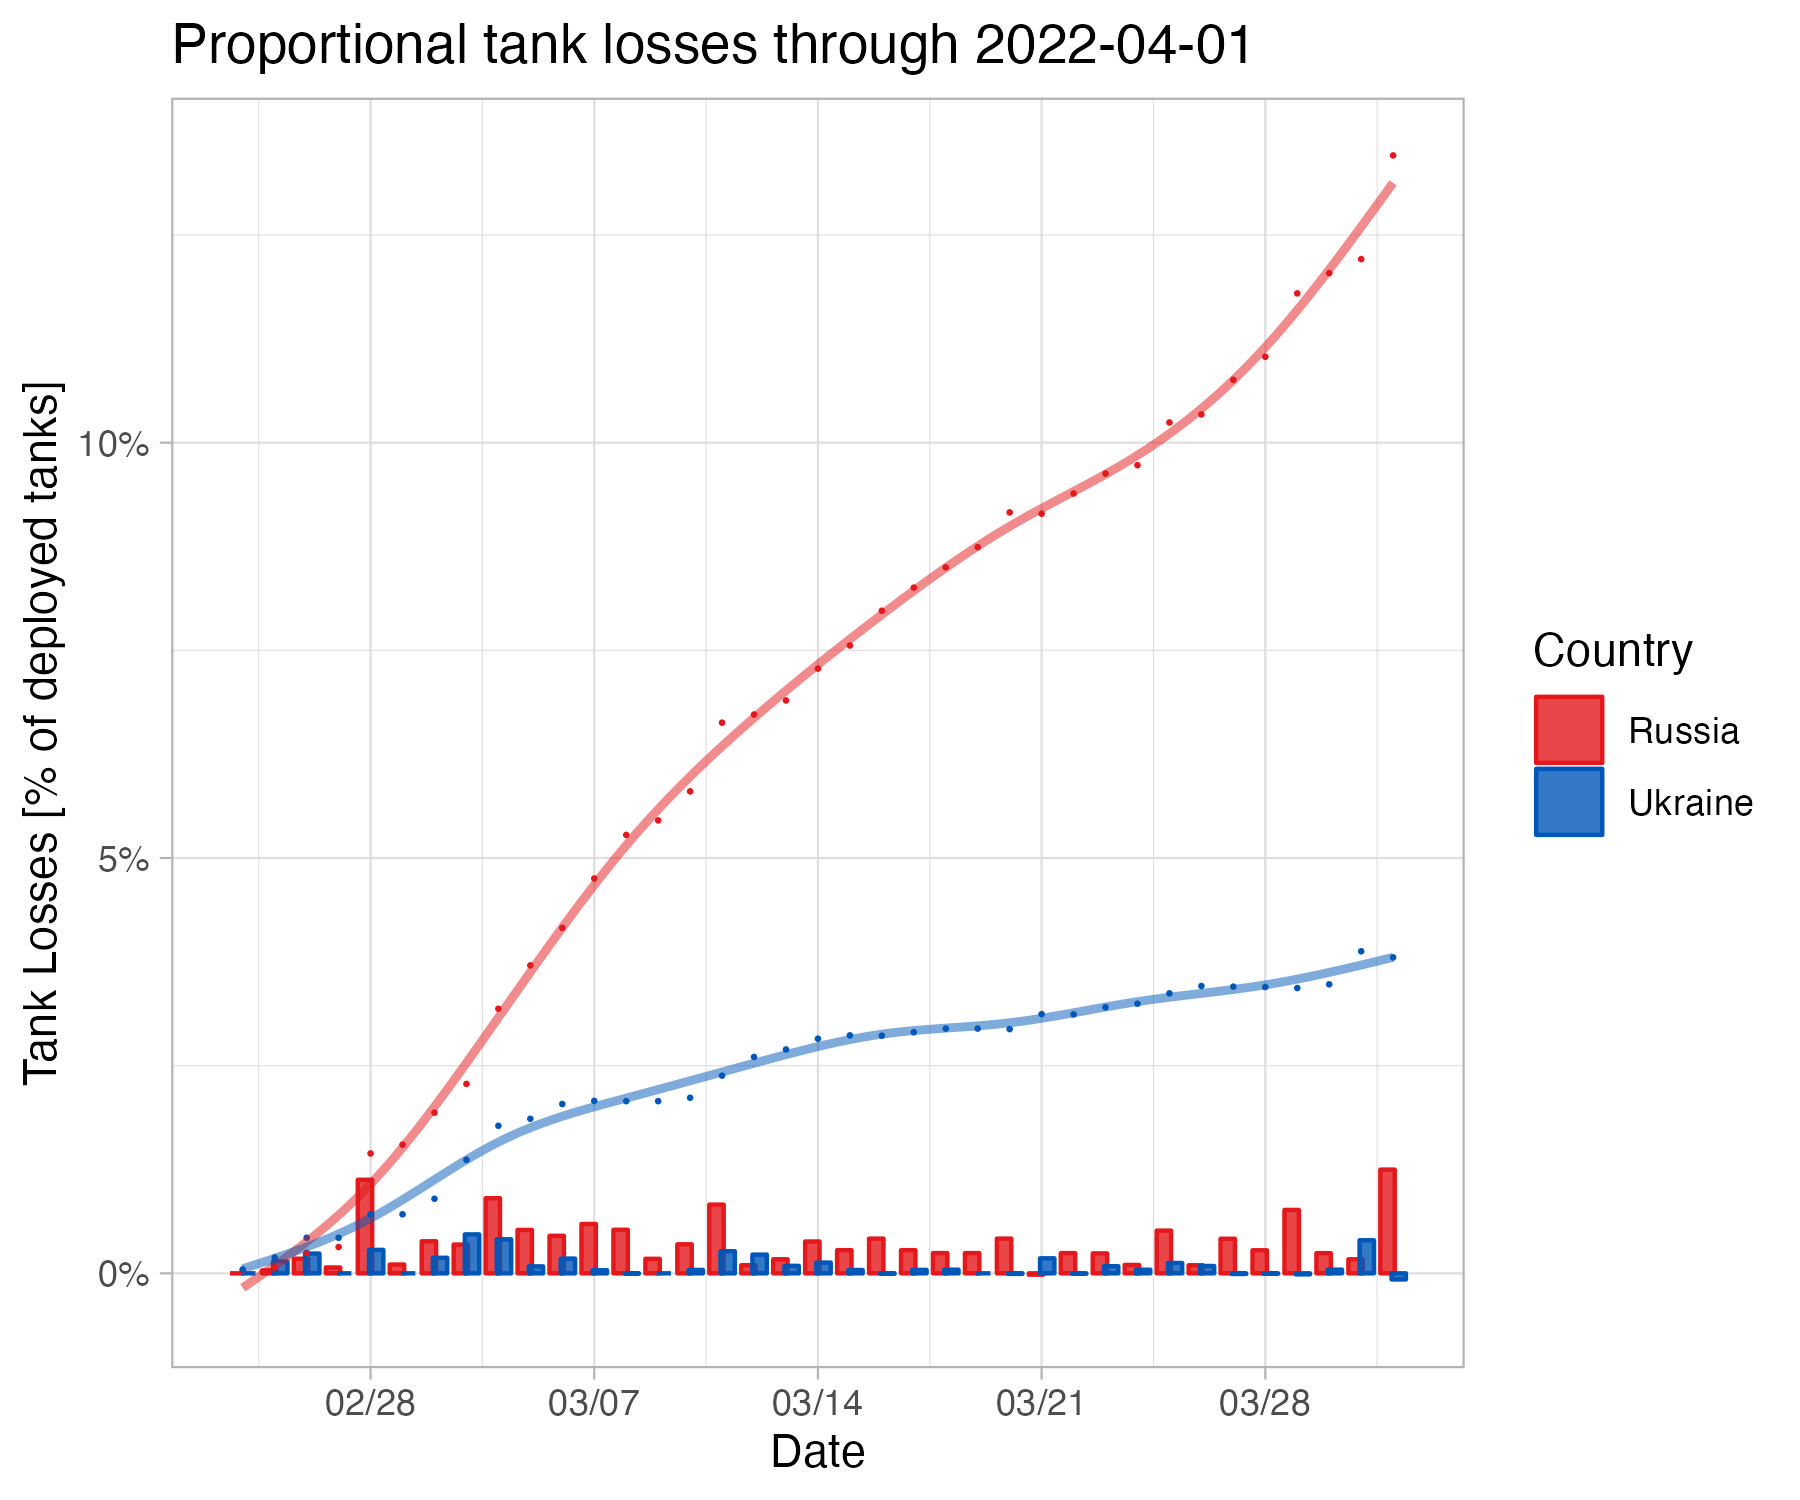 Proportional tank losses through 2022-04-01
Tank Losses [% of deployed tanks]
10%
5%
0%
02/28 03/07 03/14 03/21 03/28
Date
Country
Russia
Ukraine